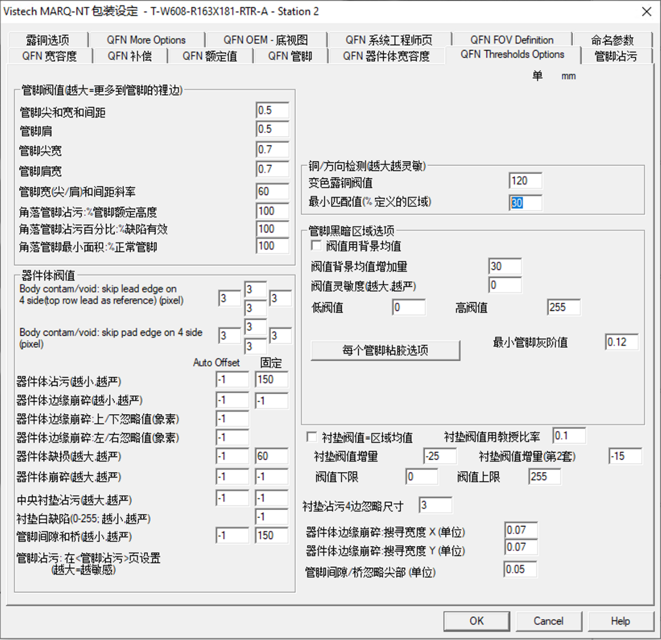 Vistech MARQ-NT 包装设定 - T-W608-R163X181-RTR-A - Station 2
露铜选项 QFN More Options QFN OEM - 底视图 QFN 系统工程师页 QFN FOV Definition 命名参数
QFN 宽容度 QFN 补偿 QFN 额定值 QFN 管脚 QFN 器件体宽容度 QFN Thresholds Options 管脚沾污
单 mm
管脚阀值(越大=更多到管脚的裡边)
管脚尖和宽和间距 0.5
管脚肩 0.5
管脚尖宽 0.7
管脚肩宽 0.7
管脚宽(尖/肩)和间距斜率 60
角落管脚沾污:%管脚额定高度 100
角落管脚沾污百分比:%缺陷有效 100
角落管脚最小面积:%正常管脚 100
器件体阀值
Body contam/void: skip lead edge on
4 side(top row lead as reference) (pixel)
3 3 3 3
Body contam/void: skip pad edge on 4 side
(pixel)
3 3 3 3
Auto Offset 固定
器件体沾污(越小,越严) -1 150
器件体边缘崩碎(越小,越严) -1 -1
器件体边缘崩碎:上/下忽略值(象素) -1
器件体边缘崩碎:左/右忽略值(象素) -1
器件体缺损(越大,越严) -1 60
器件体崩碎(越大,越严) -1 -1
中央衬垫沾污(越大,越严) -1 -1
衬垫白缺陷(0-255; 越小,越严) -1
管脚间隙和桥(越小,越严) -1 150
管脚沾污: 在<管脚沾污>页设置
(越大=越敏感)
铜/方向检测(越大越灵敏)
变色露铜阀值 120
最小匹配值(% 定义的区域) 30
管脚黑暗区域选项
阀值用背景均值
阀值背景均值增加量 30
阀值灵敏度(越大,越严) 0
低阀值 0 高阀值 255
每个管脚粘胶选项 最小管脚灰阶值 0.12
衬垫阀值=区域均值 衬垫阀值用教授比率 0.1
衬垫阀值增量 -25 衬垫阀值增量(第2套) -15
阀值下限 0 阀值上限 255
衬垫沾污4边忽略尺寸 3
器件体边缘崩碎:搜寻宽度 X (单位) 0.07
器件体边缘崩碎:搜寻宽度 Y (单位) 0.07
管脚间隙/桥忽略尖部 (单位) 0.05
OK Cancel Help